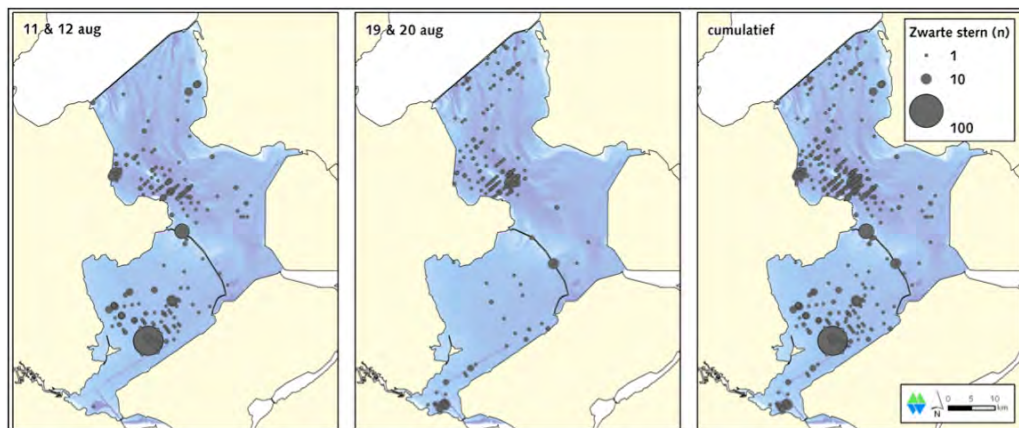 11 & 12 aug
19 & 20 aug
cumulatief
Zwarte stern (n)
1
10
100
0 5 10
km
N